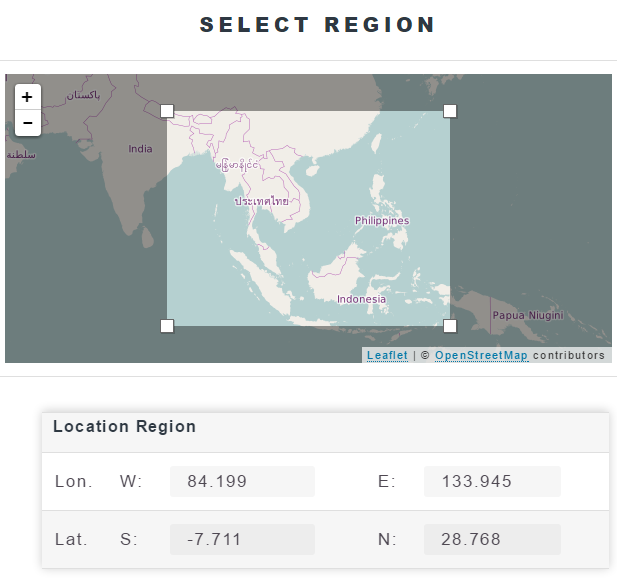 SELECT REGION
+
−
پاکستان
سلطنة
India
မြန်မာနိုင်ငံ
ประเทศไทย
Philippines
Indonesia
Papua Niugini
Leaflet | © OpenStreetMap contributors
Location Region
Lon. W: 84.199 E: 133.945
Lat. S: -7.711 N: 28.768